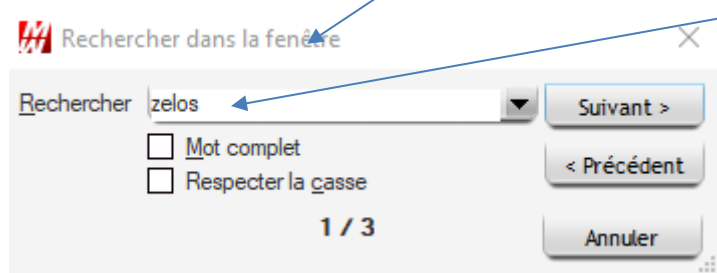 Rechercher dans la fenêtre
Rechercher zelos Suivant >
Mot complet
< Précédent
Respecter la casse
1 / 3
Annuler